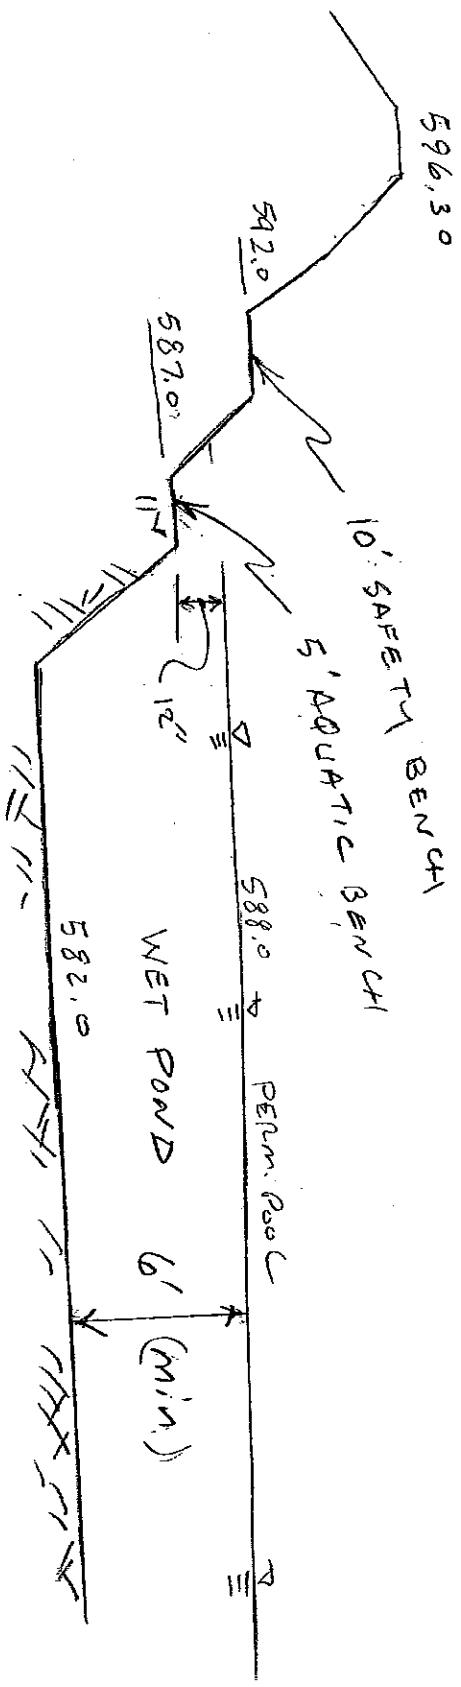 596.30
592.0
10' SAFETY BENCH
587.0
5' AQUATIC BENCH
12"
588.0
PERM. POOL
WET POND 6' (min.)
582.0